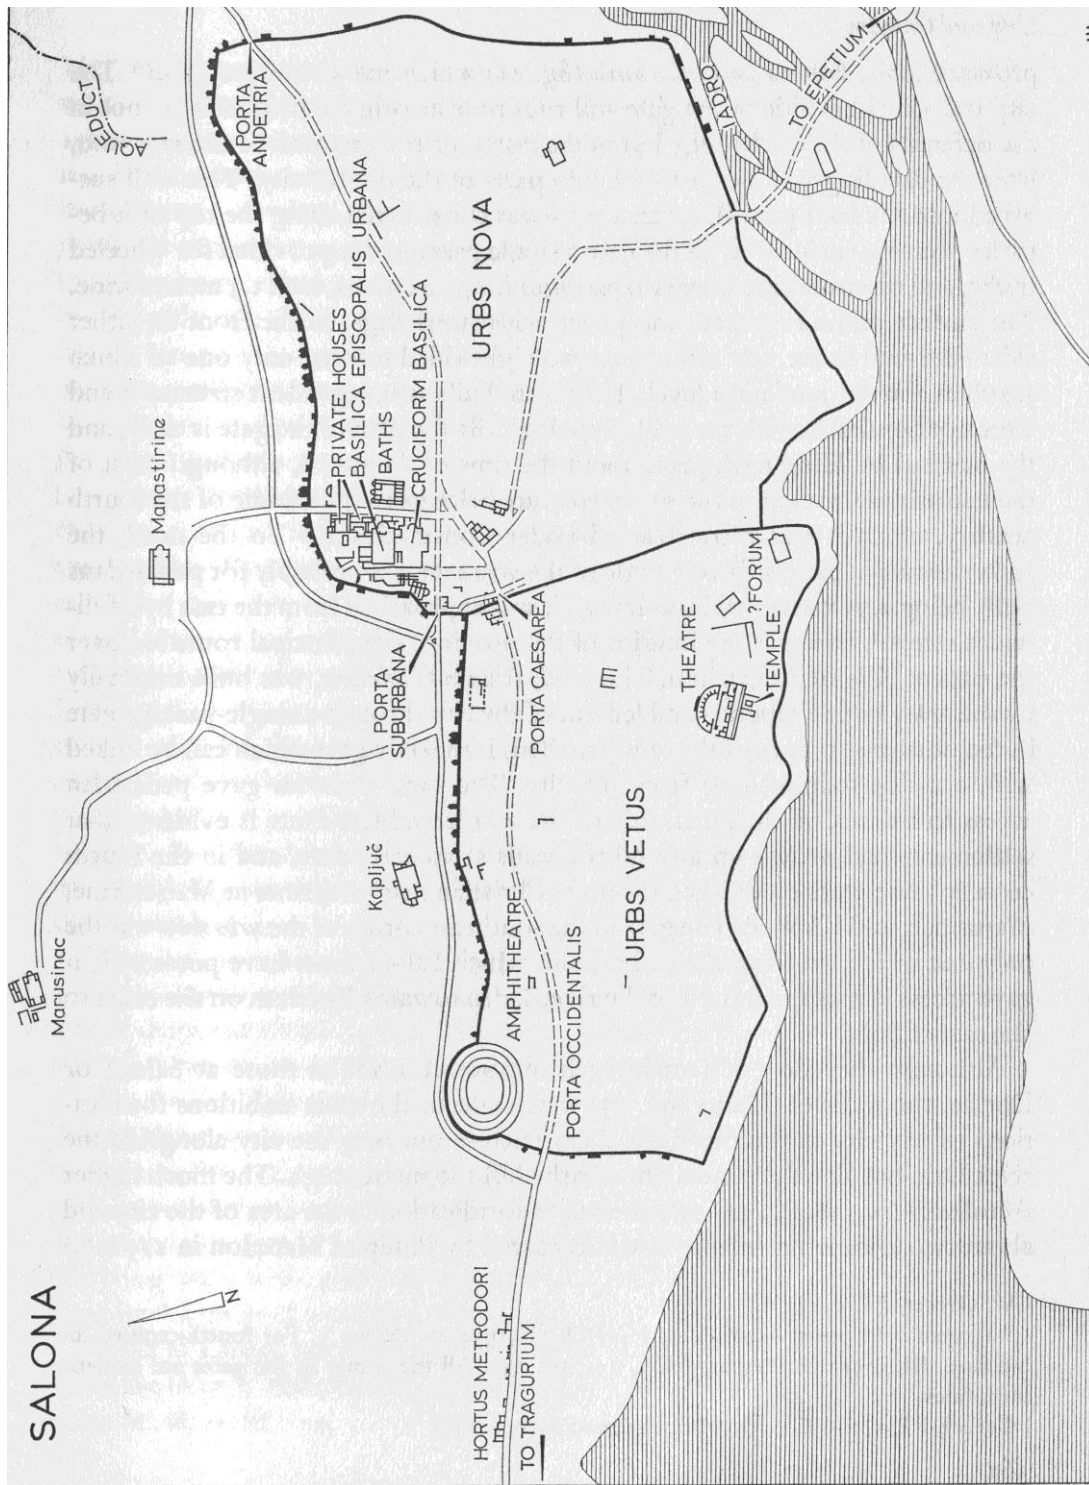 SALONA
N
Marusinac
Manastirine
AQUEDUCT
Kapljuč
PORTA
ANDETRIA
PRIVATE HOUSES
BASILICA EPISCOPALIS URBANA
BATHS
CRUCIFORM BASILICA
PORTA
SUBURBANA
URBS NOVA
IADRO
TO EPETIUM
HORTUS METRODORI
TO TRAGURIUM
AMPHITHEATRE
PORTA OCCIDENTALIS
PORTA CAESAREA
URBS VETUS
THEATRE
TEMPLE
?FORUM